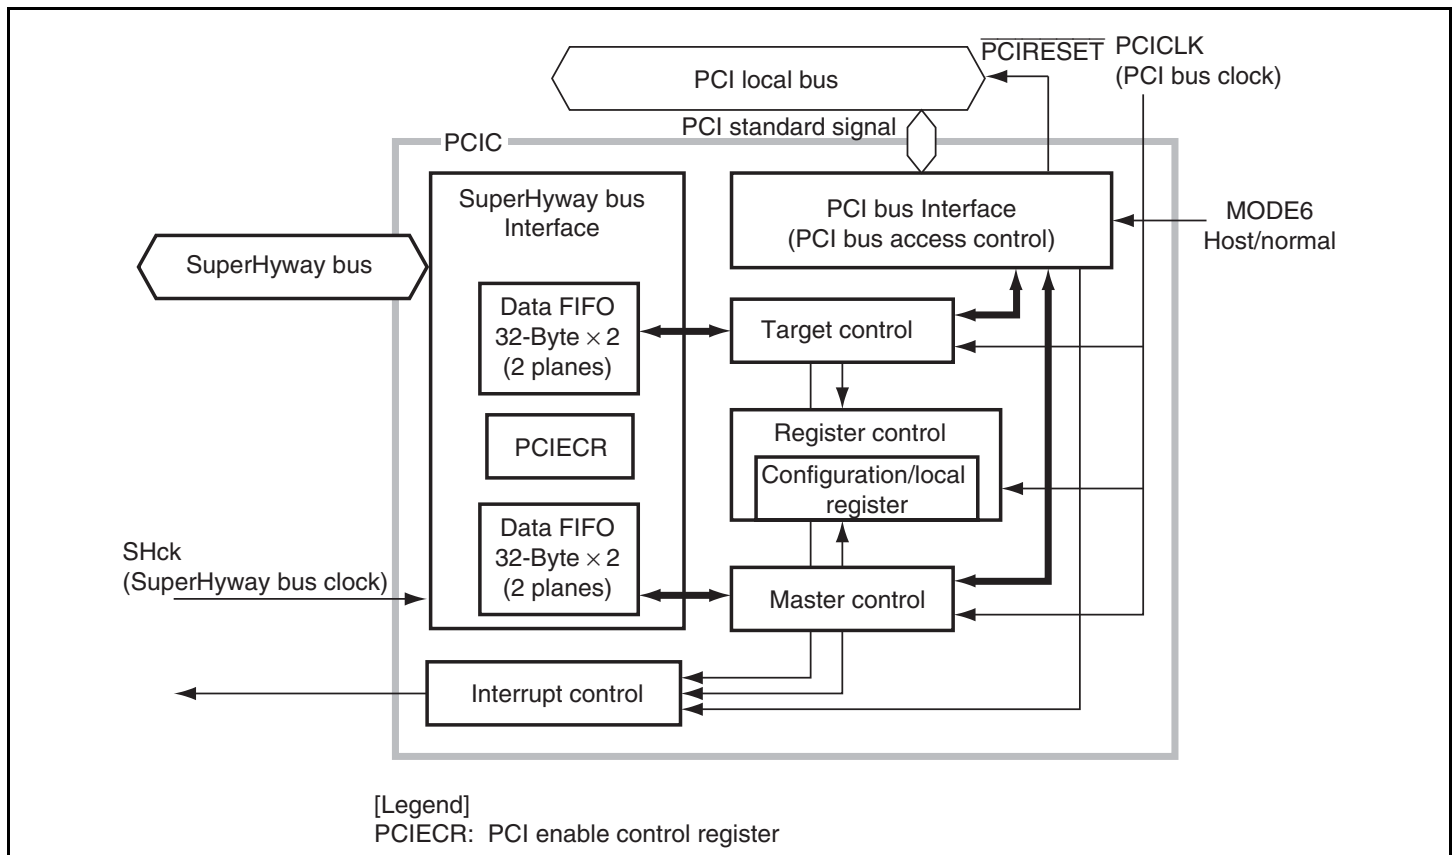 PCIRESET
PCICLK
(PCI bus clock)
PCI local bus
PCI standard signal
PCIC
SuperHyway bus
Interface
PCI bus Interface
(PCI bus access control)
MODE6
Host/normal
SuperHyway bus
Data FIFO
32-Byte × 2
(2 planes)
Target control
PCIECR
Register control
Configuration/local
register
Data FIFO
32-Byte × 2
(2 planes)
SHck
(SuperHyway bus clock)
Master control
Interrupt control
[Legend]
PCIECR: PCI enable control register